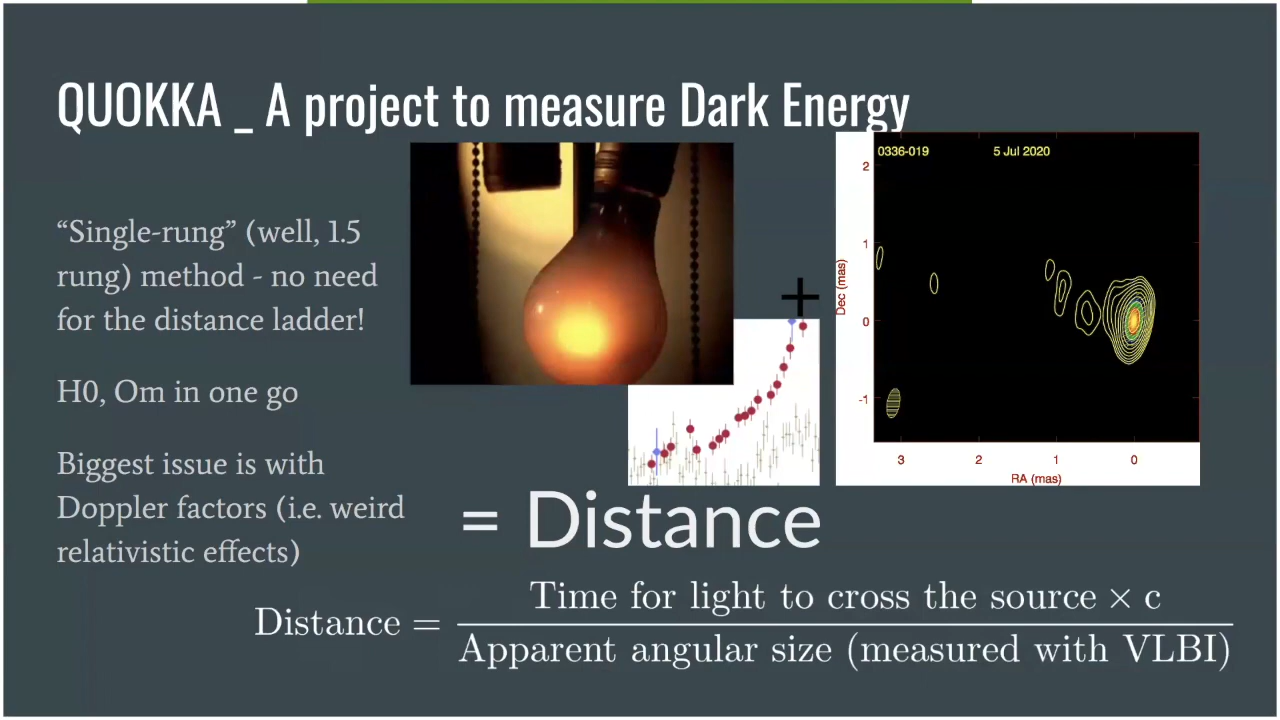 QUOKKA _ A project to measure Dark Energy
“Single-rung” (well, 1.5
rung) method - no need
for the distance ladder!
H0, Om in one go
Biggest issue is with
Doppler factors (i.e. weird
relativistic effects)
+
0336-019 5 Jul 2020
Dec (mas)
2
1
0
-1
3 2 1 0
RA (mas)
= Distance
Time for light to cross the source × c
Distance =
Apparent angular size (measured with VLBI)